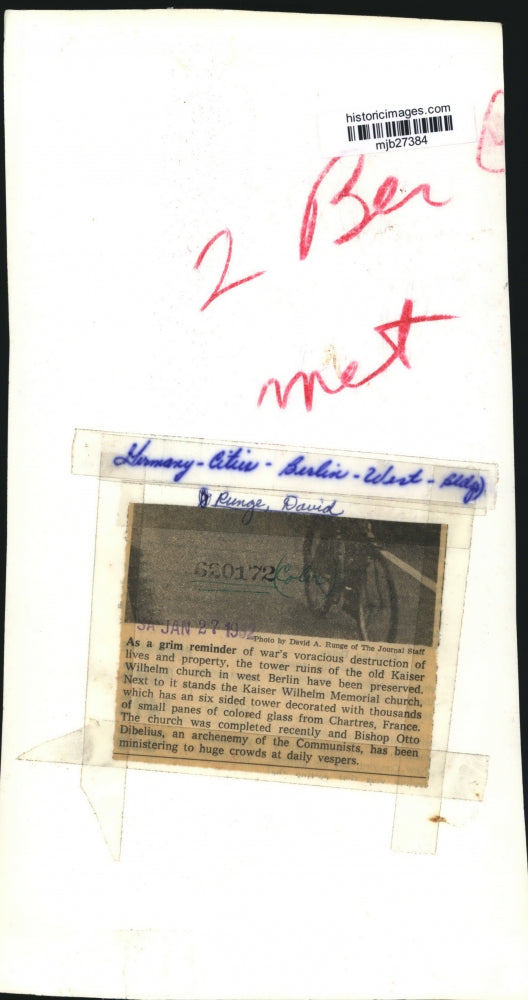 historicimages.com
mjb27384
2 Ber
met
Germany - Cities - Berlin - West - Bldgs
Runge, David
620172 Color
SA JAN 27 1962
Photo by David A. Runge of The Journal Staff
As a grim reminder of war's voracious destruction of
lives and property, the tower ruins of the old Kaiser
Wilhelm church in west Berlin have been preserved.
Next to it stands the Kaiser Wilhelm Memorial church,
which has an six sided tower decorated with thousands
of small panes of colored glass from Chartres, France.
The church was completed recently and Bishop Otto
Dibelius, an archenemy of the Communists, has been
ministering to huge crowds at daily vespers.